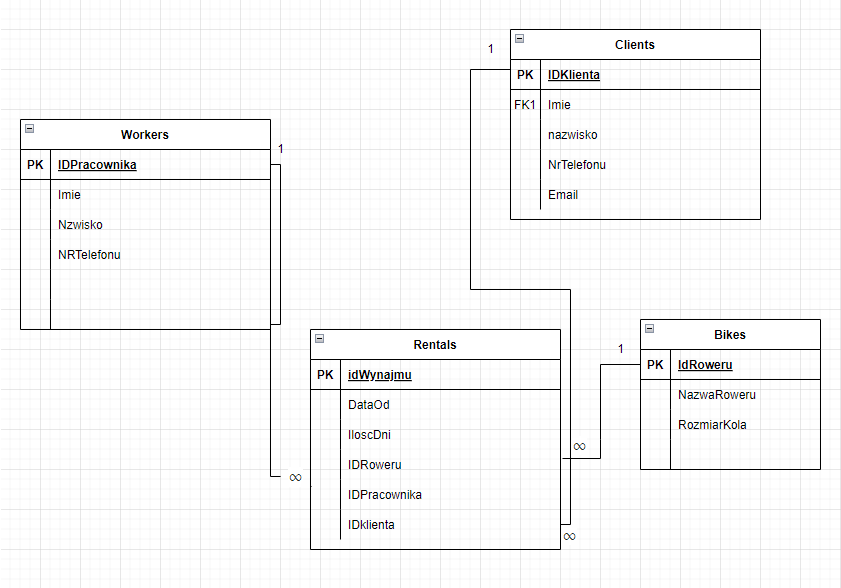 1
Clients
PK IDKlienta
FK1 Imie
nazwisko
NrTelefonu
Email
Workers
1
PK IDPracownika
Imie
Nzwisko
NRTelefonu
Rentals
PK idWynajmu
DataOd
IloscDni
IDRoweru
IDPracownika
IDklienta
∞
∞
∞
1
Bikes
PK IdRoweru
NazwaRoweru
RozmiarKola